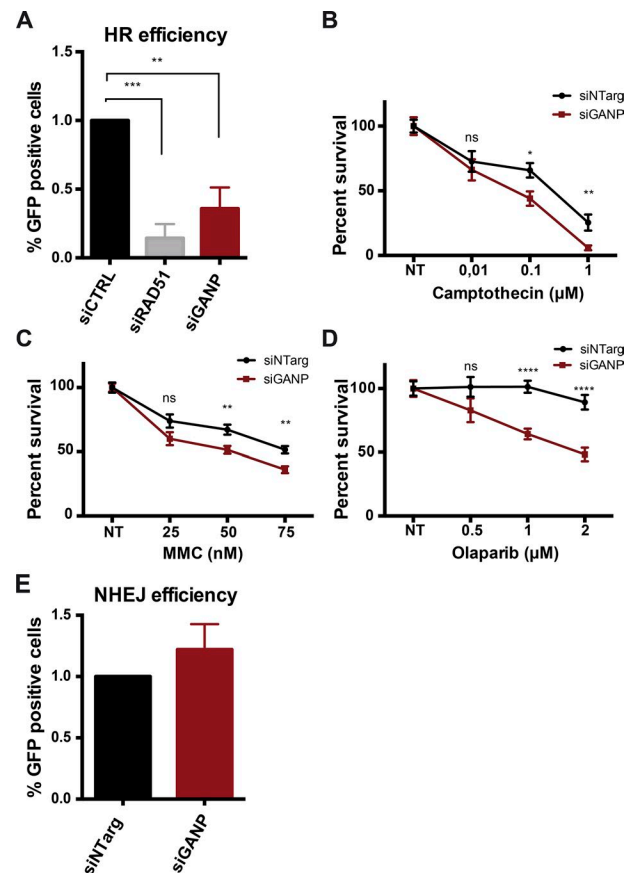 A
HR efficiency
% GFP positive cells
1.5
1.0
0.5
0.0
**
***
siCTRL
siRAD51
siGANP
B
siNTarg
siGANP
Percent survival
100
50
0
ns
*
**
NT
0,01
0.1
1
Camptothecin (µM)
C
siNTarg
siGANP
Percent survival
100
50
0
ns
**
**
NT
25
50
75
MMC (nM)
D
siNTarg
siGANP
Percent survival
100
50
0
ns
****
****
NT
0.5
1
2
Olaparib (µM)
E
NHEJ efficiency
% GFP positive cells
1.5
1.0
0.5
0.0
siNTarg
siGANP